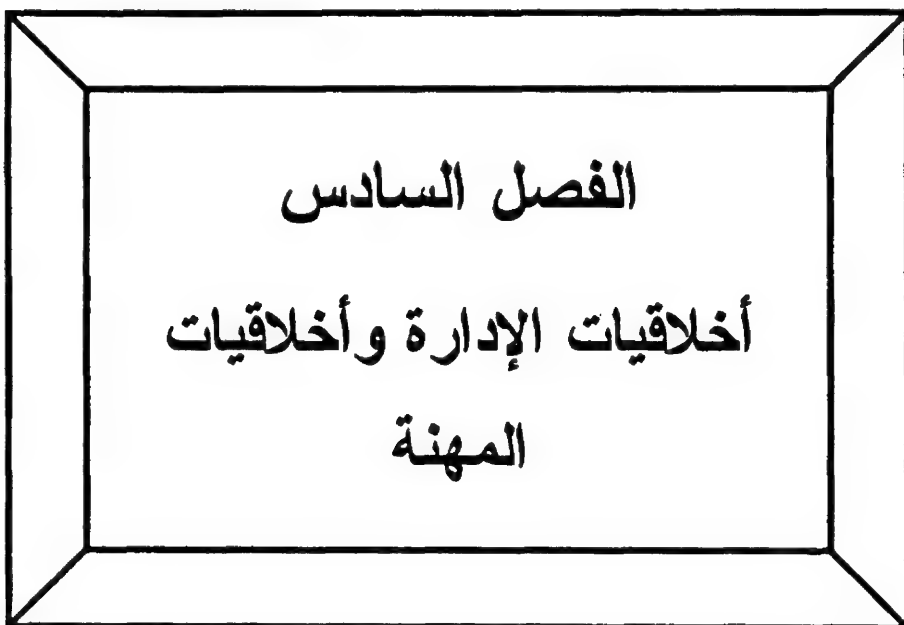 الفصل السادس
أخلاقيات الإدارة وأخلاقيات
المهنة